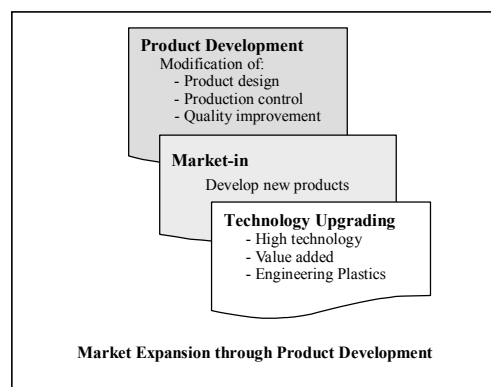 Product Development
Modification of:
- Product design
- Production control
- Quality improvement
Market-in
Develop new products
Technology Upgrading
- High technology
- Value added
- Engineering Plastics
Market Expansion through Product Development